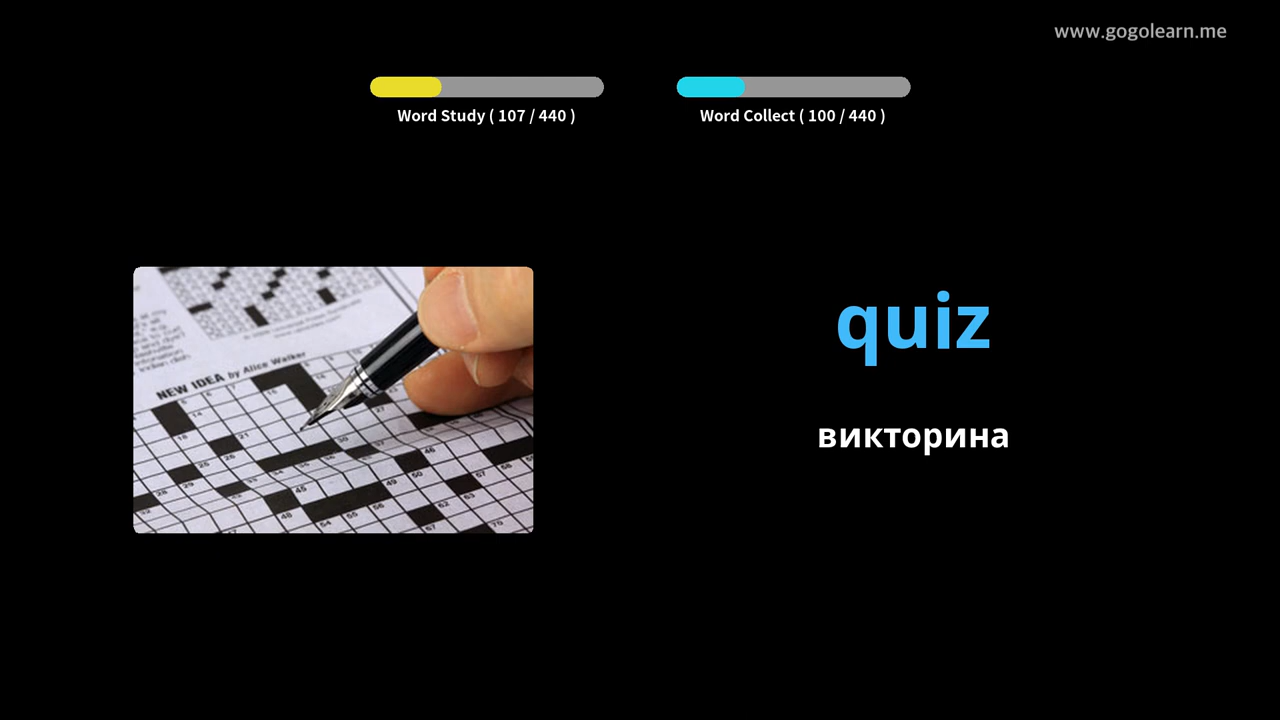 www.gogolearn.me
Word Study ( 107 / 440 )
Word Collect ( 100 / 440 )
NEW IDEA by Alice Walker
quiz
викторина